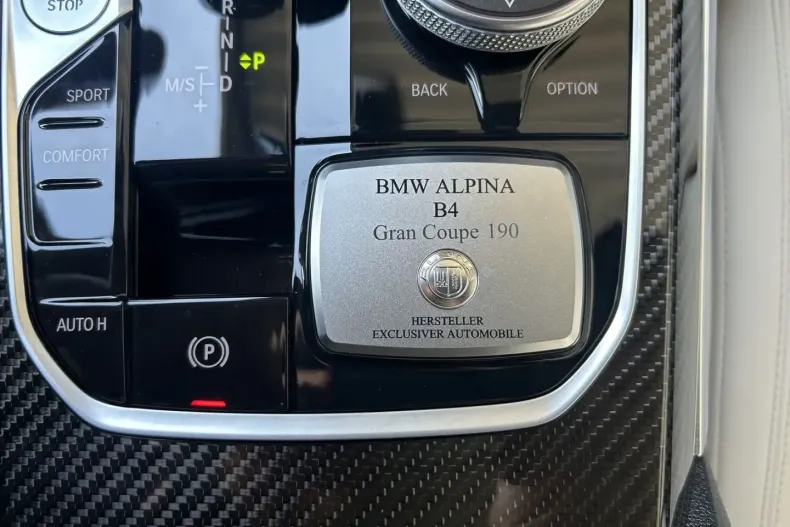 STOP
R
N
D
P
M/S
+
SPORT
COMFORT
AUTO H
P
BACK
OPTION
BMW ALPINA
B4
Gran Coupe 190
HERSTELLER
EXCLUSIVER AUTOMOBILE